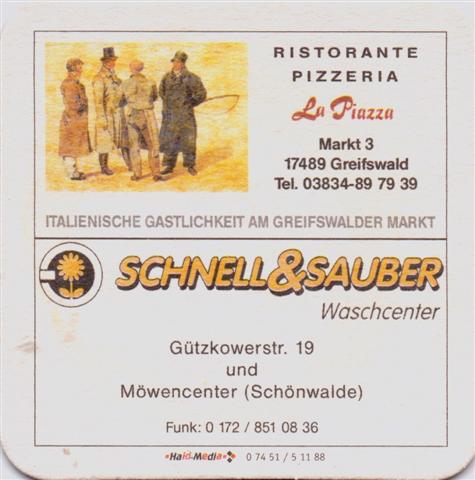 RISTORANTE
PIZZERIA
La Piazza
Markt 3
17489 Greifswald
Tel. 03834-89 79 39
ITALIENISCHE GASTLICHKEIT AM GREIFSWALDER MARKT
SCHNELL&SAUBER
Waschcenter
Gützkowerstr. 19
und
Möwencenter (Schönwalde)
Funk: 0 172 / 851 08 36
Haid-Media 0 74 51 / 5 11 88